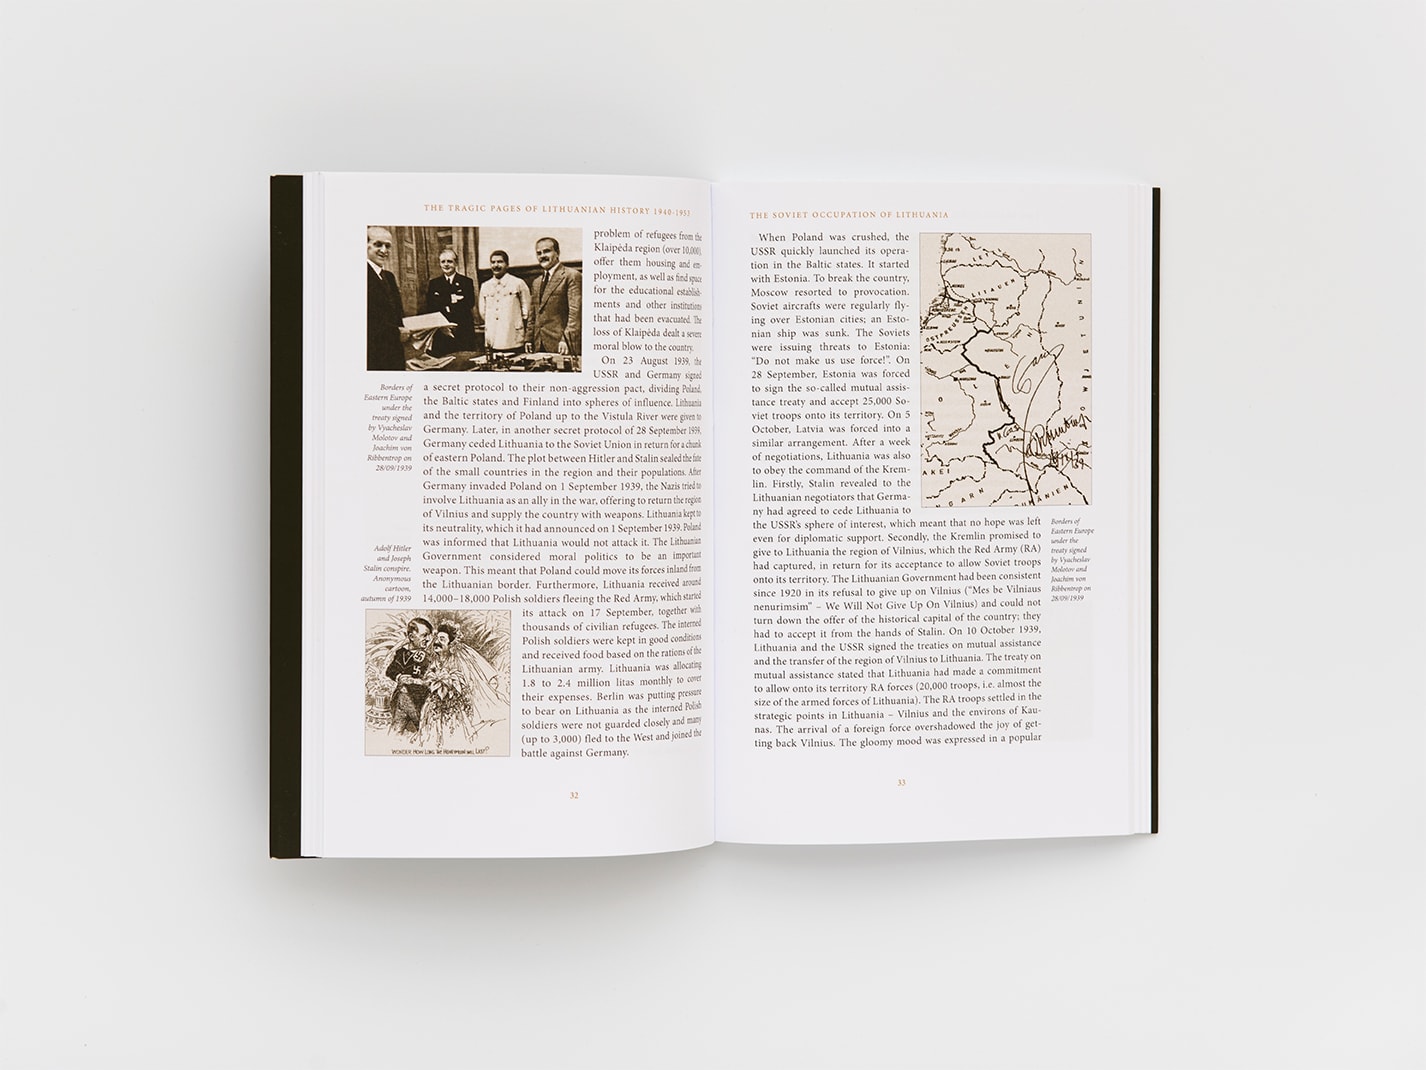 THE TRAGIC PAGES OF LITHUANIAN HISTORY 1940-1953
problem of refugees from the
Klaipėda region (over 10,000),
offer them housing and em-
ployment, as well as find space
for the educational establish-
ments and other institutions
that had been evacuated. The
loss of Klaipėda dealt a severe
moral blow to the country.
On 23 August 1939, the
USSR and Germany signed
a secret protocol to their non-aggression pact, dividing Poland,
the Baltic states and Finland into spheres of influence. Lithuania
and the territory of Poland up to the Vistula River were given to
Germany. Later, in another secret protocol of 28 September 1939,
Germany ceded Lithuania to the Soviet Union in return for a chunk
of eastern Poland. The plot between Hitler and Stalin sealed the fate
of the small countries in the region and their populations. After
Germany invaded Poland on 1 September 1939, the Nazis tried to
involve Lithuania as an ally in the war, offering to return the region
of Vilnius and supply the country with weapons. Lithuania kept to
its neutrality, which it had announced on 1 September 1939. Poland
was informed that Lithuania would not attack it. The Lithuanian
Government considered moral politics to be an important
weapon. This meant that Poland could move its forces inland from
the Lithuanian border. Furthermore, Lithuania received around
14,000–18,000 Polish soldiers fleeing the Red Army, which started
its attack on 17 September, together with
thousands of civilian refugees. The interned
Polish soldiers were kept in good conditions
and received food based on the rations of the
Lithuanian army. Lithuania was allocating
1.8 to 2.4 million litas monthly to cover
their expenses. Berlin was putting pressure
to bear on Lithuania as the interned Polish
soldiers were not guarded closely and many
(up to 3,000) fled to the West and joined the
battle against Germany.
Borders of
Eastern Europe
under the
treaty signed
by Vyacheslav
Molotov and
Joachim von
Ribbentrop on
28/09/1939
Adolf Hitler
and Joseph
Stalin conspire.
Anonymous
cartoon,
autumn of 1939
WONDER HOW LONG THE HONEYMOON WILL LAST?
32
THE SOVIET OCCUPATION OF LITHUANIA
When Poland was crushed, the
USSR quickly launched its opera-
tion in the Baltic states. It started
with Estonia. To break the country,
Moscow resorted to provocation.
Soviet aircrafts were regularly fly-
ing over Estonian cities; an Esto-
nian ship was sunk. The Soviets
were issuing threats to Estonia:
“Do not make us use force!”. On
28 September, Estonia was forced
to sign the so-called mutual assis-
tance treaty and accept 25,000 So-
viet troops onto its territory. On 5
October, Latvia was forced into a
similar arrangement. After a week
of negotiations, Lithuania was also
to obey the command of the Krem-
lin. Firstly, Stalin revealed to the
Lithuanian negotiators that Germa-
ny had agreed to cede Lithuania to
the USSR’s sphere of interest, which meant that no hope was left
even for diplomatic support. Secondly, the Kremlin promised to
give to Lithuania the region of Vilnius, which the Red Army (RA)
had captured, in return for its acceptance to allow Soviet troops
onto its territory. The Lithuanian Government had been consistent
since 1920 in its refusal to give up on Vilnius (“Mes be Vilniaus
nenurimsim” – We Will Not Give Up On Vilnius) and could not
turn down the offer of the historical capital of the country; they
had to accept it from the hands of Stalin. On 10 October 1939,
Lithuania and the USSR signed the treaties on mutual assistance
and the transfer of the region of Vilnius to Lithuania. The treaty on
mutual assistance stated that Lithuania had made a commitment
to allow onto its territory RA forces (20,000 troops, i.e. almost the
size of the armed forces of Lithuania). The RA troops settled in the
strategic points in Lithuania – Vilnius and the environs of Kau-
nas. The arrival of a foreign force overshadowed the joy of get-
ting back Vilnius. The gloomy mood was expressed in a popular
LITAUEN
OSTPREUSSEN
Borders of
Eastern Europe
under the
treaty signed
by Vyacheslav
Molotov and
Joachim von
Ribbentrop on
28/09/1939
33